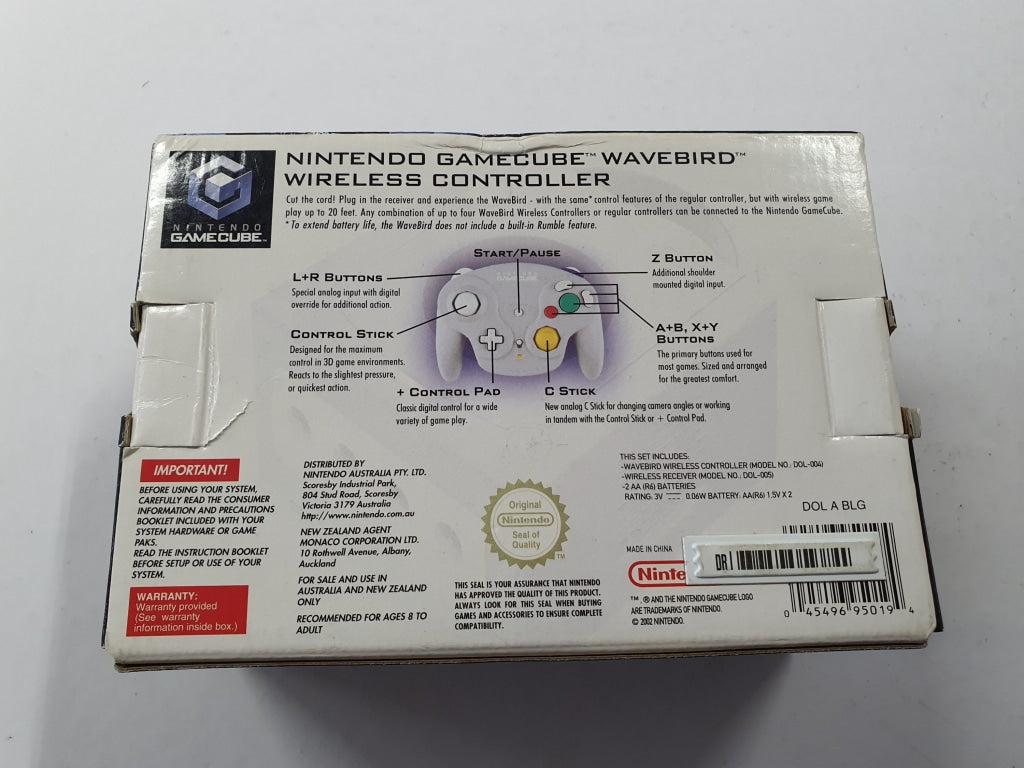 NINTENDO GAMECUBE™ WAVEBIRD™
WIRELESS CONTROLLER
NINTENDO
GAMECUBE™
Cut the cord! Plug in the receiver and experience the WaveBird - with the same* control features of the regular controller, but with wireless game
play up to 20 feet. Any combination of up to four WaveBird Wireless Controllers or regular controllers can be connected to the Nintendo GameCube.
* To extend battery life, the WaveBird does not include a built-in Rumble feature.
START/PAUSE
L+R BUTTONS
Special analog input with digital
override for additional action.
Z BUTTON
Additional shoulder
mounted digital input.
CONTROL STICK
Designed for the maximum
control in 3D game environments.
Reacts to the slightest pressure,
or quickest action.
A+B, X+Y
BUTTONS
The primary buttons used for
most games. Sized and arranged
for the greatest comfort.
+ CONTROL PAD
Classic digital control for a wide
variety of game play.
C STICK
New analog C Stick for changing camera angles or working
in tandem with the Control Stick or + Control Pad.
IMPORTANT!
BEFORE USING YOUR SYSTEM,
CAREFULLY READ THE CONSUMER
INFORMATION AND PRECAUTIONS
BOOKLET INCLUDED WITH YOUR
SYSTEM HARDWARE OR GAME
PAKS.
READ THE INSTRUCTION BOOKLET
BEFORE SETUP OR USE OF YOUR
SYSTEM.
WARRANTY:
Warranty provided
(See warranty
information inside box.)
DISTRIBUTED BY
NINTENDO AUSTRALIA PTY. LTD.
Scoresby Industrial Park,
804 Stud Road, Scoresby
Victoria 3179 Australia
http://www.nintendo.com.au
NEW ZEALAND AGENT
MONACO CORPORATION LTD.
10 Rothwell Avenue, Albany,
Auckland
FOR SALE AND USE IN
AUSTRALIA AND NEW ZEALAND
ONLY
RECOMMENDED FOR AGES 8 TO
ADULT
Original
Nintendo
Seal of
Quality
TM
THIS SEAL IS YOUR ASSURANCE THAT NINTENDO
HAS APPROVED THE QUALITY OF THIS PRODUCT.
ALWAYS LOOK FOR THIS SEAL WHEN BUYING
GAMES AND ACCESSORIES TO ENSURE COMPLETE
COMPATIBILITY.
THIS SET INCLUDES:
-WAVEBIRD WIRELESS CONTROLLER (MODEL NO.: DOL-004)
-WIRELESS RECEIVER (MODEL NO.: DOL-005)
-2 AA (R6) BATTERIES
RATING: 3V ⎓ 0.06W BATTERY: AA(R6) 1.5V X 2
DOL A BLG
MADE IN CHINA
Ninte
DR
™, ® AND THE NINTENDO GAMECUBE LOGO
ARE TRADEMARKS OF NINTENDO.
© 2002 NINTENDO.
0 45496 95019 4